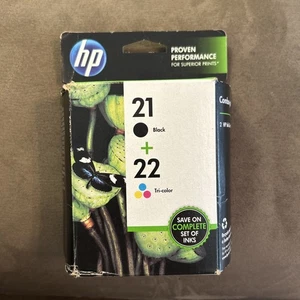 hp
PROVEN
PERFORMANCE
FOR SUPERIOR PRINTS
21
Black
+
22
Tri-color
SAVE ON
COMPLETE
SET OF
INKS